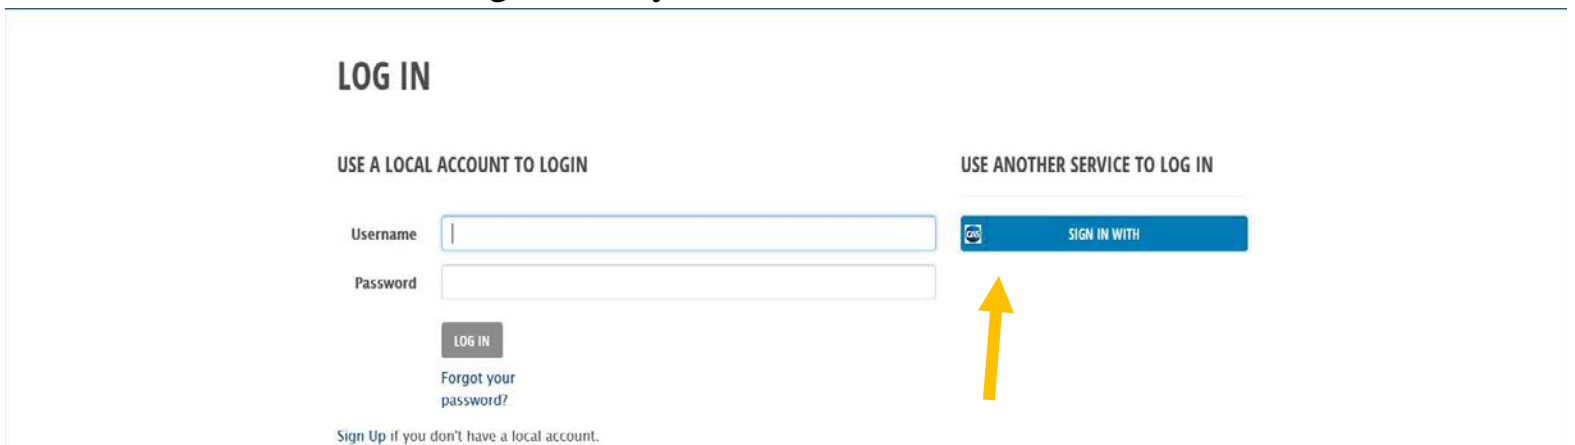 LOG IN
USE A LOCAL ACCOUNT TO LOGIN
Username
Password
LOG IN
Forgot your
password?
Sign Up if you don't have a local account.
USE ANOTHER SERVICE TO LOG IN
CAS SIGN IN WITH